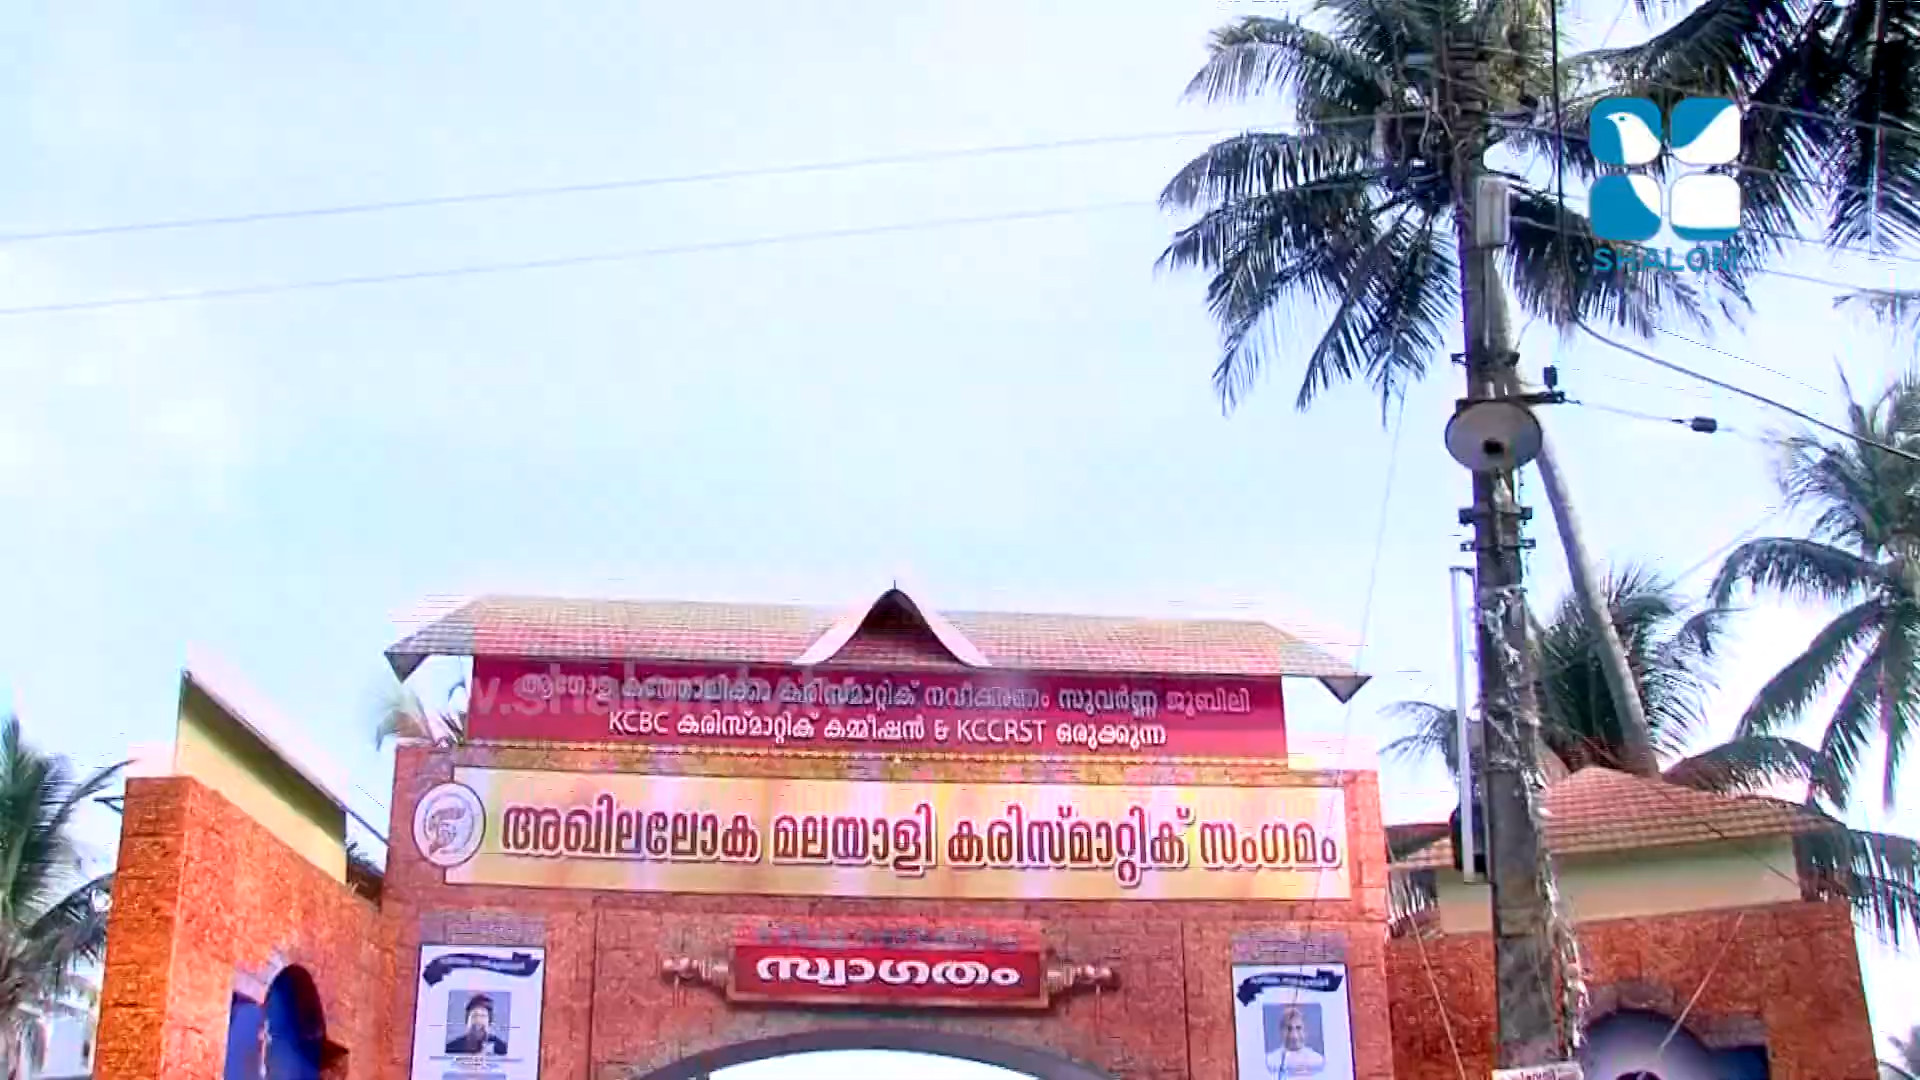 SHALOM
ആഗോള കത്തോലിക്കാ കരിസ്മാറ്റിക് നവീകരണം സുവർണ്ണ ജൂബിലി
KCBC കരിസ്മാറ്റിക് കമ്മീഷൻ & KCCRST ഒരുക്കുന്ന
അഖിലലോക മലയാളി കരിസ്മാറ്റിക് സംഗമം
സ്വാഗതം